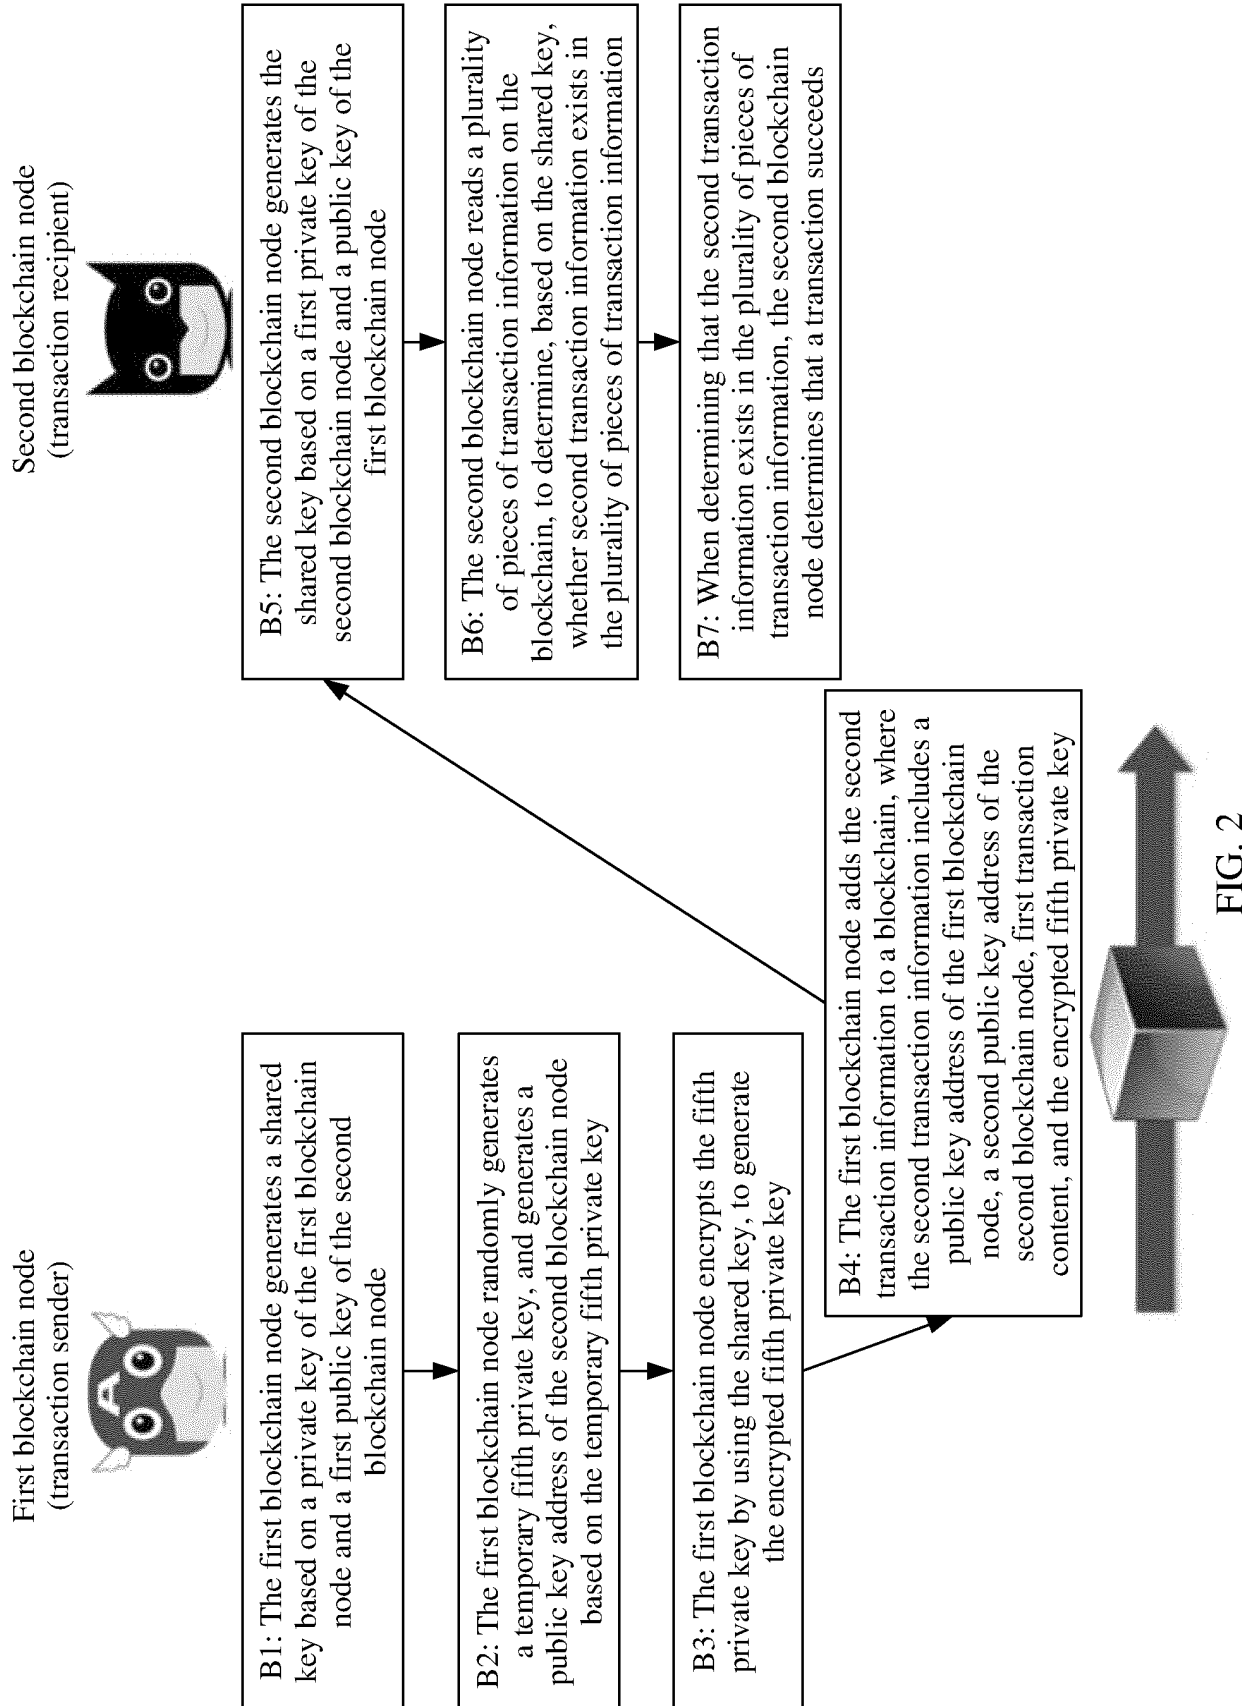 First blockchain node
(transaction sender)
A
B1: The first blockchain node generates a shared
key based on a private key of the first blockchain
node and a first public key of the second
blockchain node
B2: The first blockchain node randomly generates
a temporary fifth private key, and generates a
public key address of the second blockchain node
based on the temporary fifth private key
B3: The first blockchain node encrypts the fifth
private key by using the shared key, to generate
the encrypted fifth private key
B4: The first blockchain node adds the second
transaction information to a blockchain, where
the second transaction information includes a
public key address of the first blockchain
node, a second public key address of the
second blockchain node, first transaction
content, and the encrypted fifth private key
Second blockchain node
(transaction recipient)
B5: The second blockchain node generates the
shared key based on a first private key of the
second blockchain node and a public key of the
first blockchain node
B6: The second blockchain node reads a plurality
of pieces of transaction information on the
blockchain, to determine, based on the shared key,
whether second transaction information exists in
the plurality of pieces of transaction information
B7: When determining that the second transaction
information exists in the plurality of pieces of
transaction information, the second blockchain
node determines that a transaction succeeds
FIG. 2